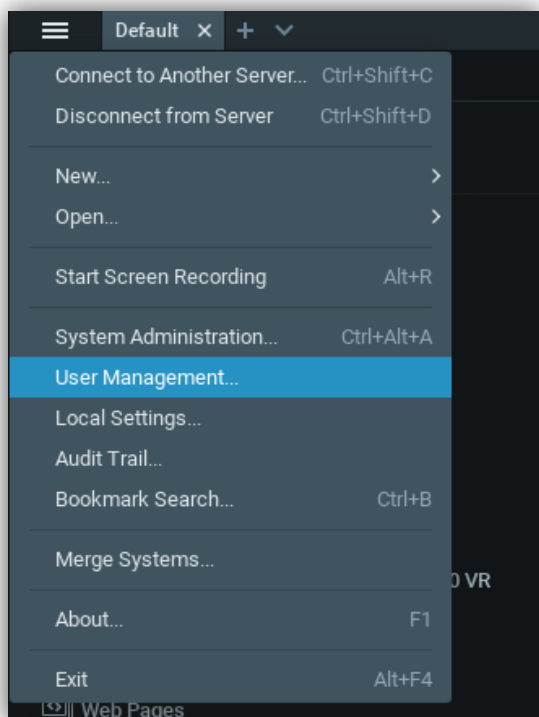 Default
Connect to Another Server... Ctrl+Shift+C
Disconnect from Server Ctrl+Shift+D
New...
Open...
Start Screen Recording Alt+R
System Administration... Ctrl+Alt+A
User Management...
Local Settings...
Audit Trail...
Bookmark Search... Ctrl+B
Merge Systems...
0 VR
About... F1
Exit Alt+F4
Web Pages